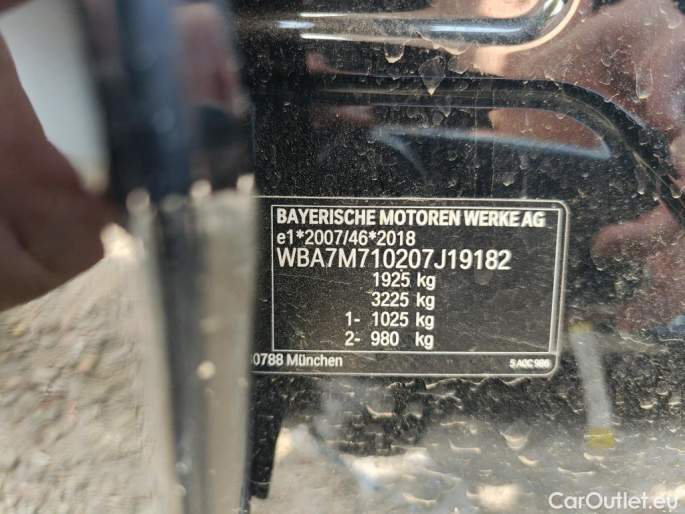 BAYERISCHE MOTOREN WERKE AG
e1*2007/46*2018
WBA7M710207J19182
1925 kg
3225 kg
1- 1025 kg
2- 980 kg
0788 München
CarOutlet.eu